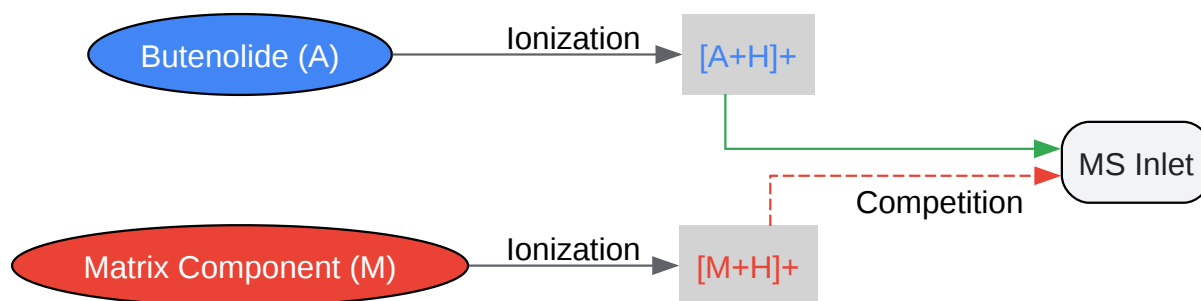 Butenolide (A)
Ionization
[A+H]+
MS Inlet
Competition
Matrix Component (M)
Ionization
[M+H]+